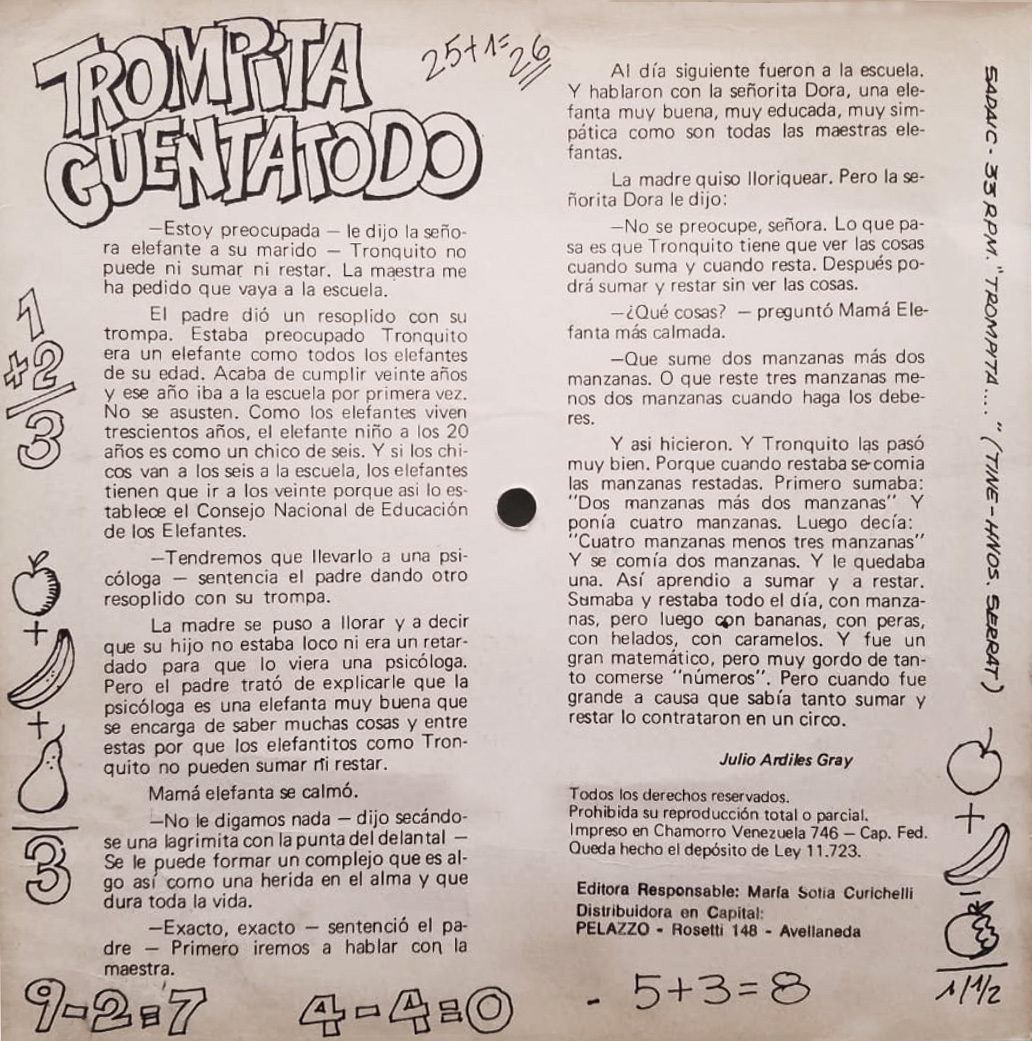 TROMPITA
CUENTATODO
25+1=26
—Estoy preocupada — le dijo la seño-
ra elefante a su marido — Tronquito no
puede ni sumar ni restar. La maestra me
ha pedido que vaya a la escuela.
El padre dió un resoplido con su
trompa. Estaba preocupado Tronquito
era un elefante como todos los elefantes
de su edad. Acaba de cumplir veinte años
y ese año iba a la escuela por primera vez.
No se asusten. Como los elefantes viven
trescientos años, el elefante niño a los 20
años es como un chico de seis. Y si los chi-
cos van a los seis a la escuela, los elefantes
tienen que ir a los veinte porque asi lo es-
tablece el Consejo Nacional de Educación
de los Elefantes.
—Tendremos que llevarlo a una psi-
cóloga — sentencia el padre dando otro
resoplido con su trompa.
La madre se puso a llorar y a decir
que su hijo no estaba loco ni era un retar-
dado para que lo viera una psicóloga.
Pero el padre trató de explicarle que la
psicóloga es una elefanta muy buena que
se encarga de saber muchas cosas y entre
estas por que los elefantitos como Tron-
quito no pueden sumar ni restar.
Mamá elefanta se calmó.
—No le digamos nada — dijo secándo-
se una lagrimita con la punta del delantal —
Se le puede formar un complejo que es al-
go así como una herida en el alma y que
dura toda la vida.
—Exacto, exacto — sentenció el pa-
dre — Primero iremos a hablar con la
maestra.
Al día siguiente fueron a la escuela.
Y hablaron con la señorita Dora, una ele-
fanta muy buena, muy educada, muy sim-
pática como son todas las maestras ele-
fantas.
La madre quiso lloriquear. Pero la se-
ñorita Dora le dijo:
—No se preocupe, señora. Lo que pa-
sa es que Tronquito tiene que ver las cosas
cuando suma y cuando resta. Después po-
drá sumar y restar sin ver las cosas.
—¿Qué cosas? — preguntó Mamá Ele-
fanta más calmada.
—Que sume dos manzanas más dos
manzanas. O que reste tres manzanas me-
nos dos manzanas cuando haga los debe-
res.
Y asi hicieron. Y Tronquito las pasó
muy bien. Porque cuando restaba se comia
las manzanas restadas. Primero sumaba:
"Dos manzanas más dos manzanas" Y
ponía cuatro manzanas. Luego decía:
"Cuatro manzanas menos tres manzanas"
Y se comía dos manzanas. Y le quedaba
una. Así aprendio a sumar y a restar.
Sumaba y restaba todo el día, con manza-
nas, pero luego con bananas, con peras,
con helados, con caramelos. Y fue un
gran matemático, pero muy gordo de tan-
to comerse "números". Pero cuando fue
grande a causa que sabía tanto sumar y
restar lo contrataron en un circo.
Julio Ardiles Gray
Todos los derechos reservados.
Prohibida su reproducción total o parcial.
Impreso en Chamorro Venezuela 746 — Cap. Fed.
Queda hecho el depósito de Ley 11.723.
Editora Responsable: María Sofia Curichelli
Distribuidora en Capital:
PELAZZO - Rosetti 148 - Avellaneda
SADAIC - 33 RPM. "TROMPITA...." (TINE - HNOS. SERRAT)
1
+2
3
+
+
3
+
1 1/2
9-2=7
4-4=0
- 5+3=8